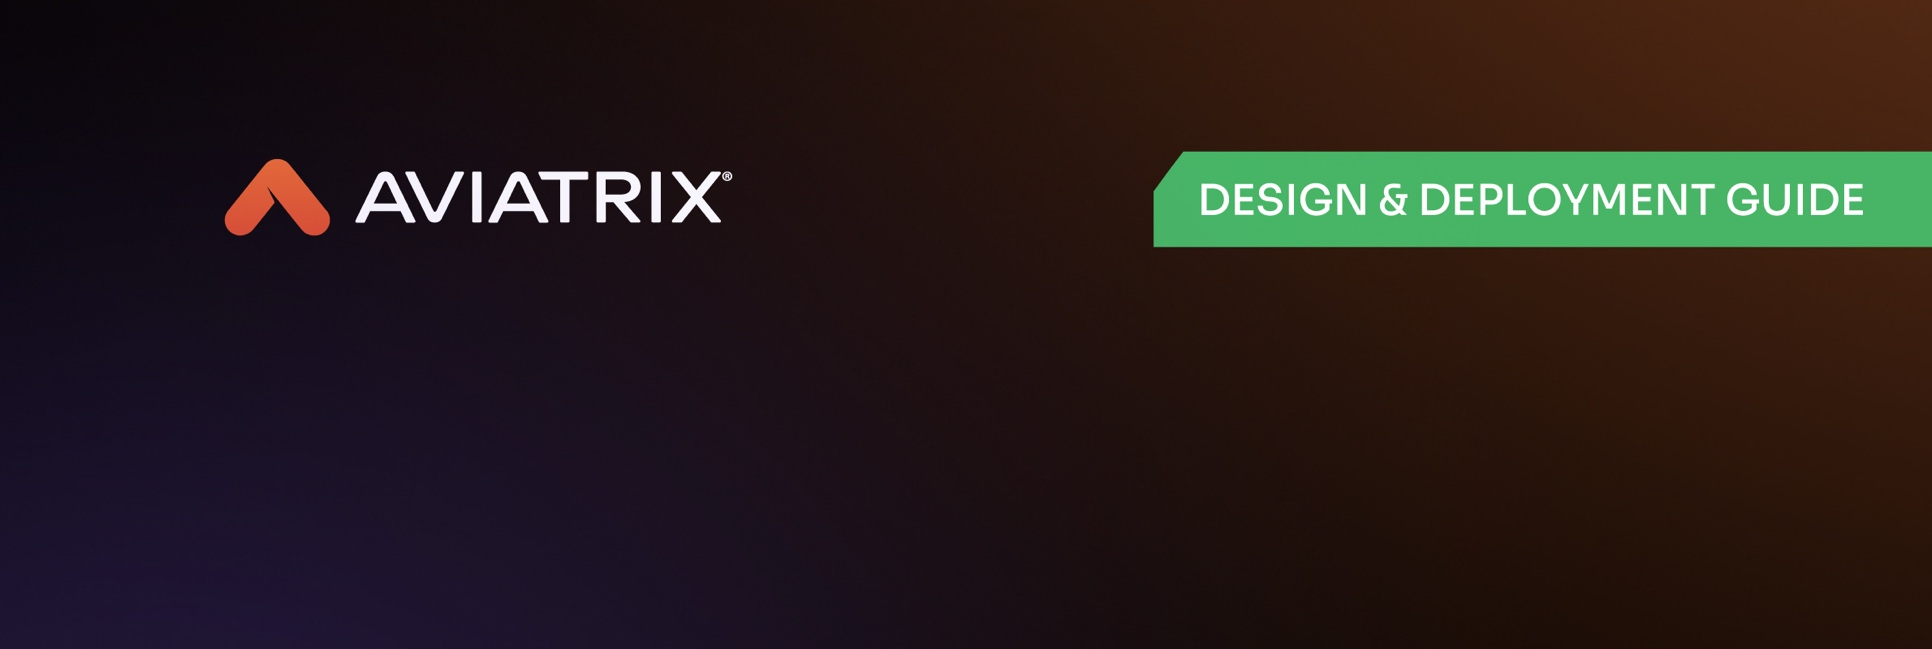 AVIATRIX®
DESIGN & DEPLOYMENT GUIDE